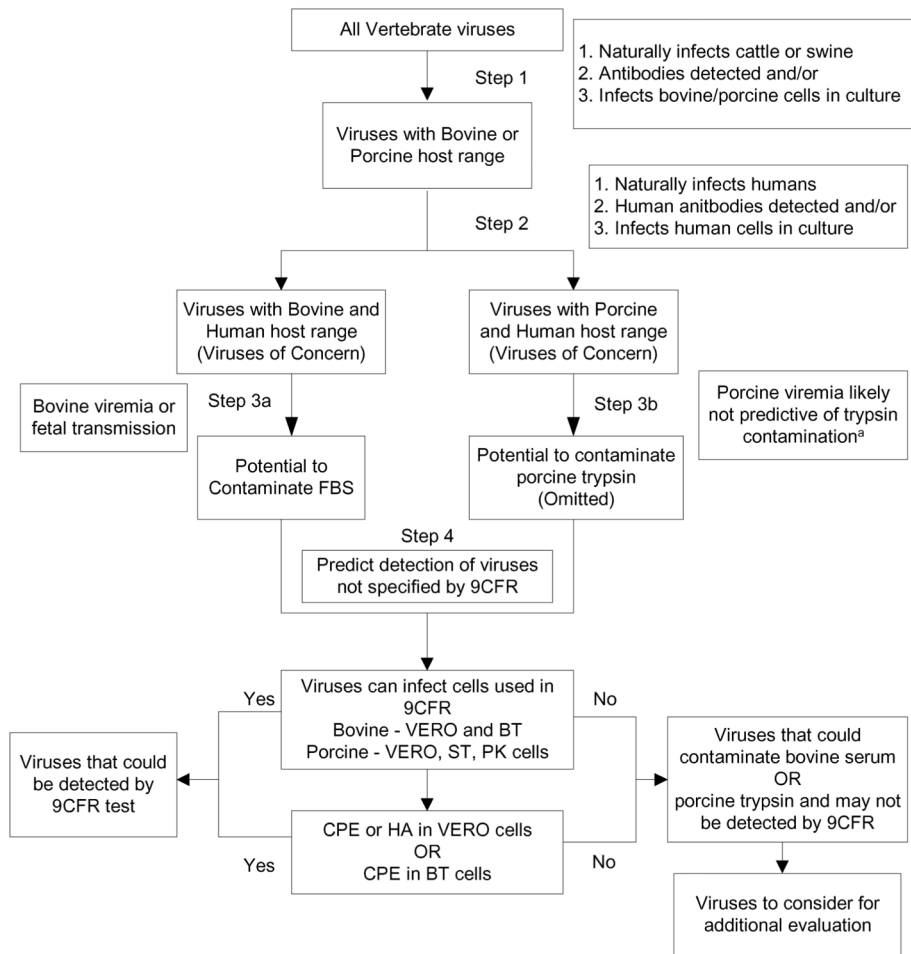 All Vertebrate viruses
1. Naturally infects cattle or swine
2. Antibodies detected and/or
3. Infects bovine/porcine cells in culture
Step 1
Viruses with Bovine or
Porcine host range
1. Naturally infects humans
2. Human anitbodies detected and/or
3. Infects human cells in culture
Step 2
Viruses with Bovine and
Human host range
(Viruses of Concern)
Viruses with Porcine
and Human host range
(Viruses of Concern)
Bovine viremia or
fetal transmission
Step 3a
Step 3b
Porcine viremia likely
not predictive of trypsin
contaminationᵃ
Potential to
Contaminate FBS
Potential to contaminate
porcine trypsin
(Omitted)
Step 4
Predict detection of viruses
not specified by 9CFR
Yes
Viruses can infect cells used in
9CFR
Bovine - VERO and BT
Porcine - VERO, ST, PK cells
No
Viruses that could
be detected by
9CFR test
Viruses that could
contaminate bovine serum
OR
porcine trypsin and may not
be detected by 9CFR
Yes
CPE or HA in VERO cells
OR
CPE in BT cells
No
Viruses to consider for
additional evaluation